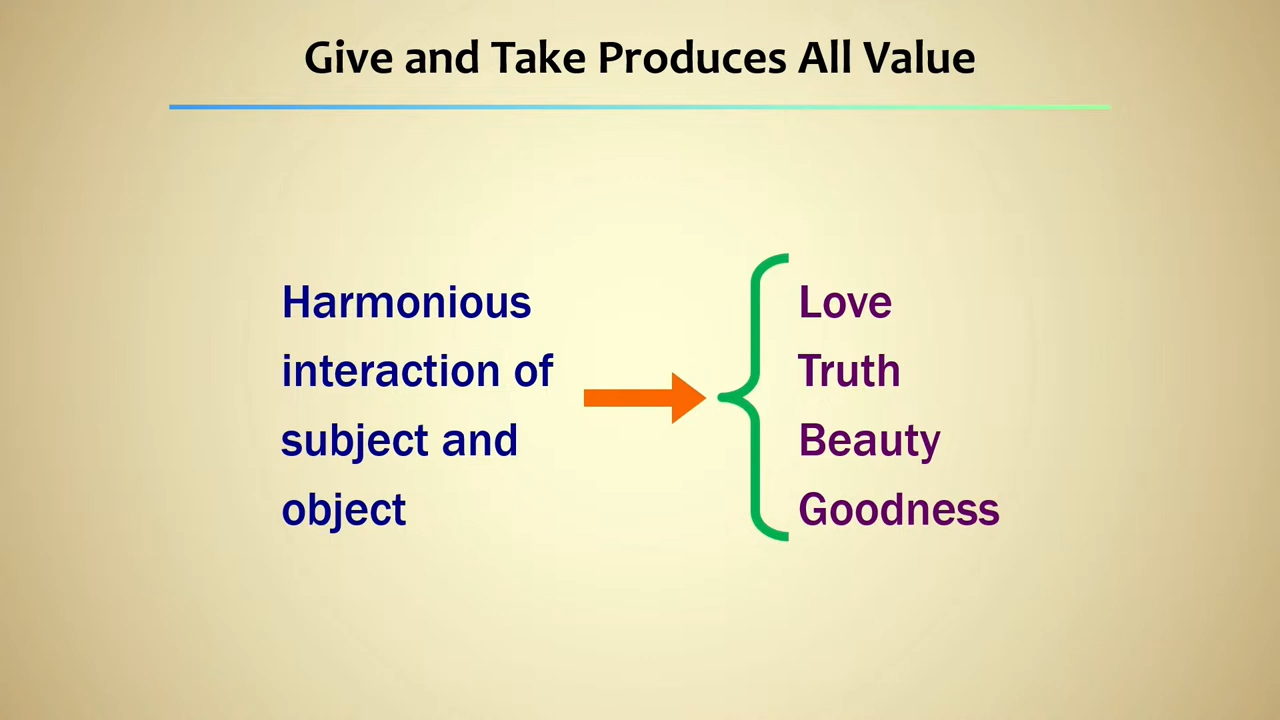 Give and Take Produces All Value
Harmonious
interaction of
subject and
object
Love
Truth
Beauty
Goodness